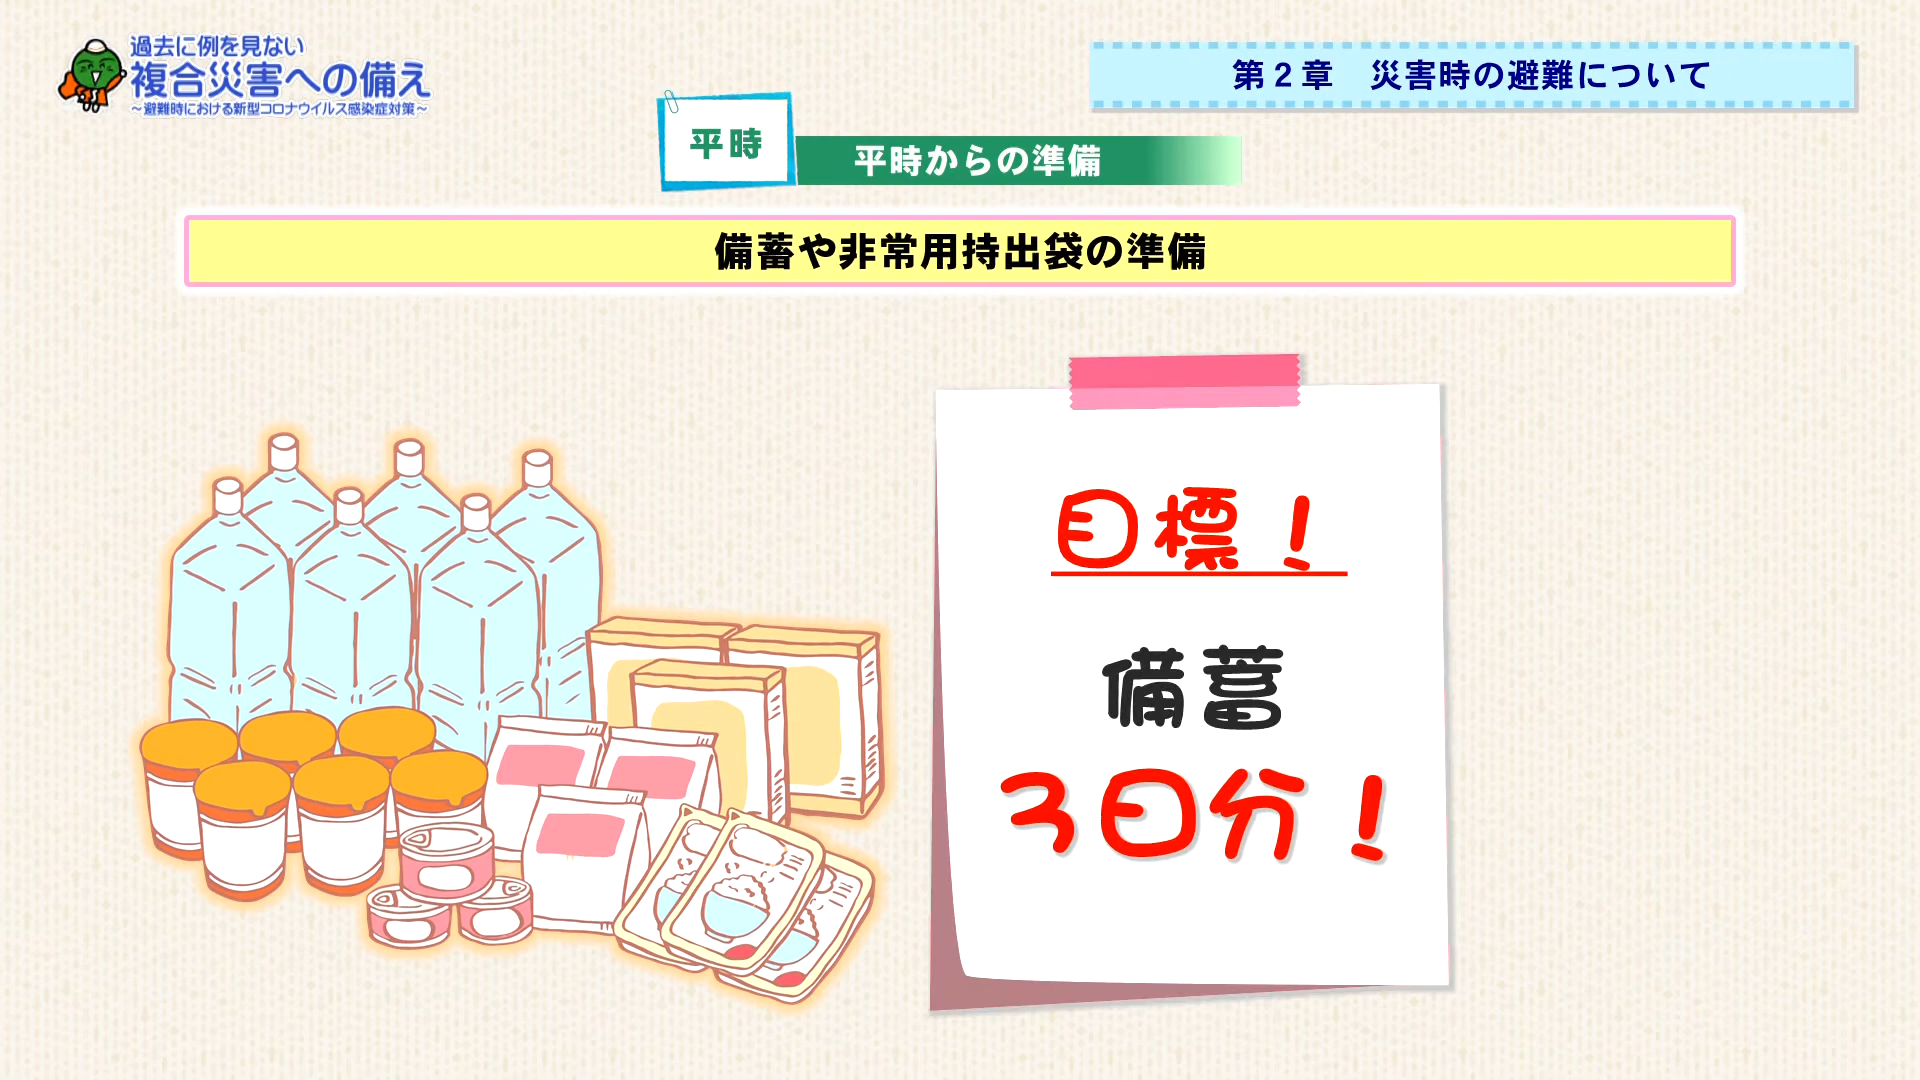 過去に例を見ない
複合災害への備え
～避難時における新型コロナウイルス感染症対策～
第２章　災害時の避難について
平時
平時からの準備
備蓄や非常用持出袋の準備
目標！
備蓄
３日分！